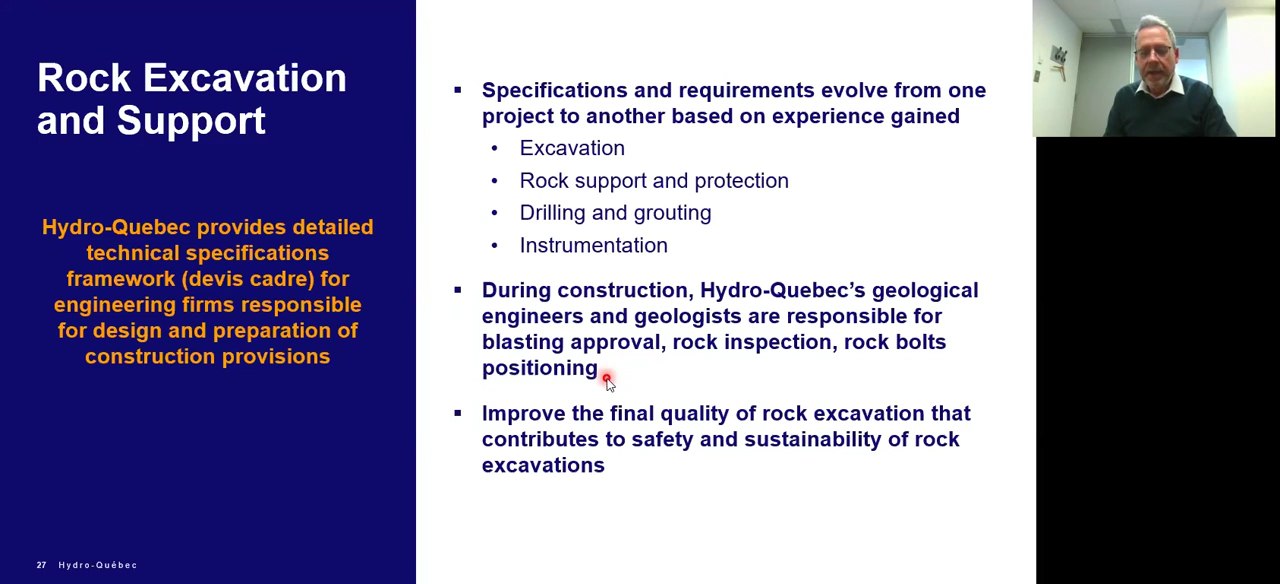 Rock Excavation
and Support
Hydro-Quebec provides detailed
technical specifications
framework (devis cadre) for
engineering firms responsible
for design and preparation of
construction provisions
▪ Specifications and requirements evolve from one
project to another based on experience gained
• Excavation
• Rock support and protection
• Drilling and grouting
• Instrumentation
▪ During construction, Hydro-Quebec’s geological
engineers and geologists are responsible for
blasting approval, rock inspection, rock bolts
positioning
▪ Improve the final quality of rock excavation that
contributes to safety and sustainability of rock
excavations
27 Hydro-Québec